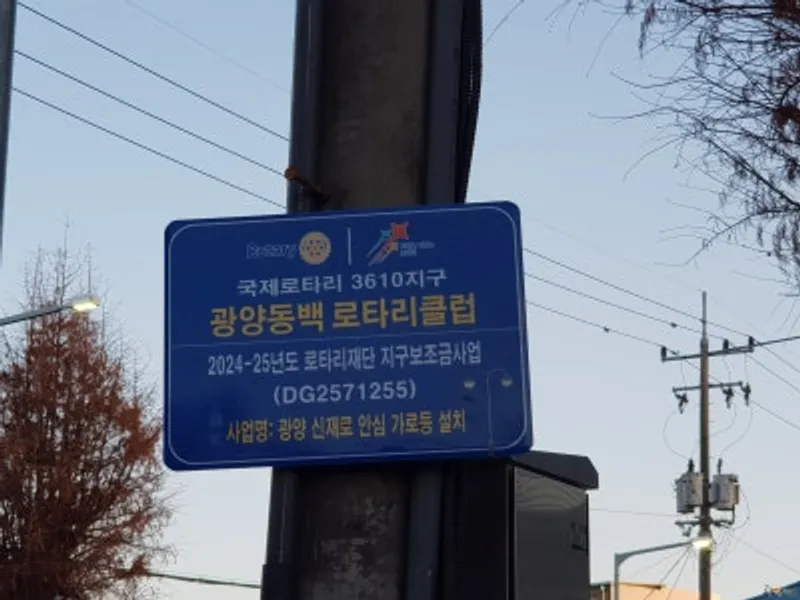 Rotary
국제로타리 3610지구
광양동백 로타리클럽
2024-25년도 로타리재단 지구보조금사업
(DG2571255)
사업명: 광양 신재로 안심 가로등 설치